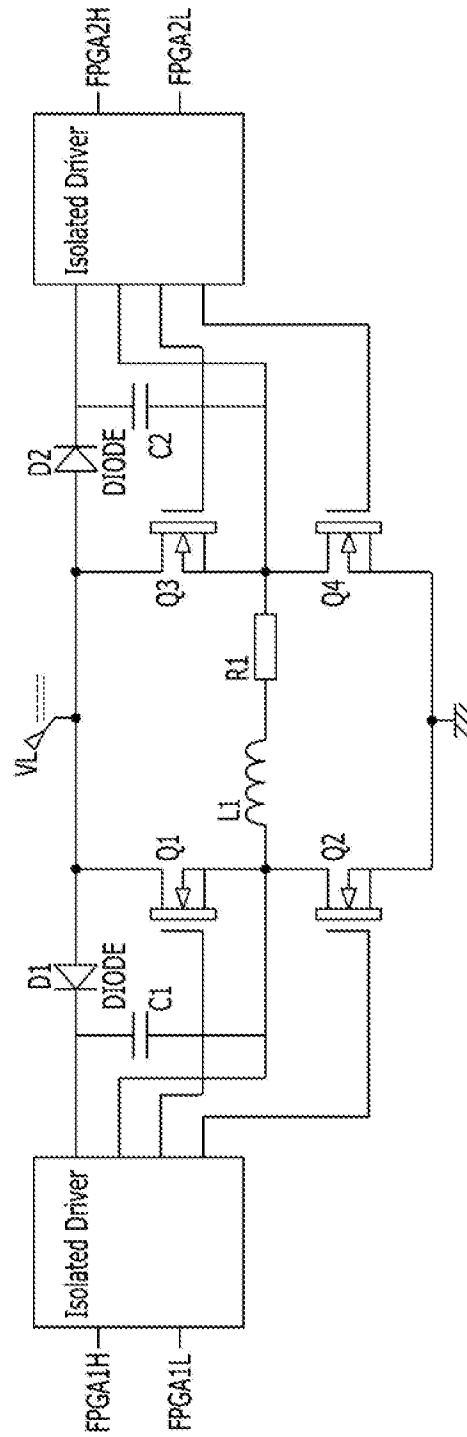 FPGA1H
FPGA1L
Isolated Driver
D1
DIODE
C1
Q1
Q2
VL
L1
R1
D2
DIODE
C2
Q3
Q4
Isolated Driver
FPGA2H
FPGA2L